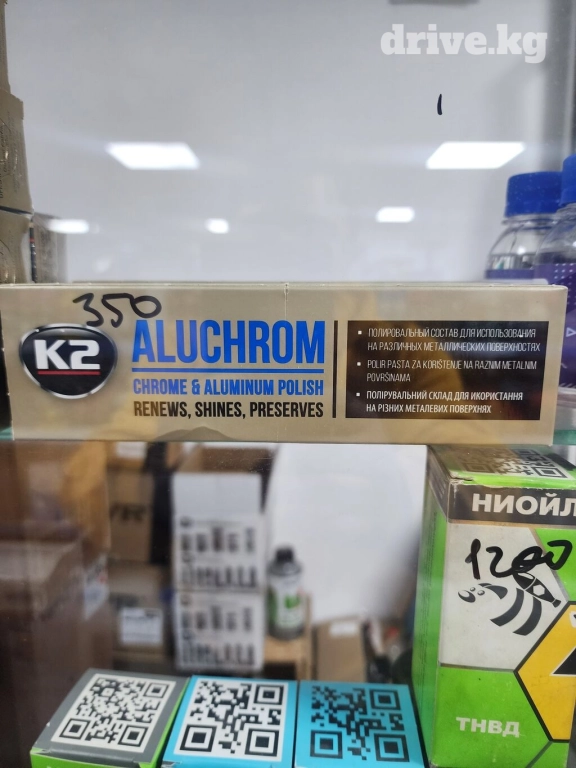 drive.kg
350
K2
ALUCHROM
CHROME & ALUMINUM POLISH
RENEWS, SHINES, PRESERVES
• ПОЛИРОВАЛЬНЫЙ СОСТАВ ДЛЯ ИСПОЛЬЗОВАНИЯ
НА РАЗЛИЧНЫХ МЕТАЛЛИЧЕСКИХ ПОВЕРХНОСТЯХ
• POLIR PASTA ZA KORIŠTENJE NA RAZNIM METALNIM
POVRŠINAMA
• ПОЛІРУВАЛЬНИЙ СКЛАД ДЛЯ ИКОРИСТАННЯ
НА РІЗНИХ МЕТАЛЕВИХ ПОВЕРХНЯХ
НИОЙЛ
1200
ТНВД